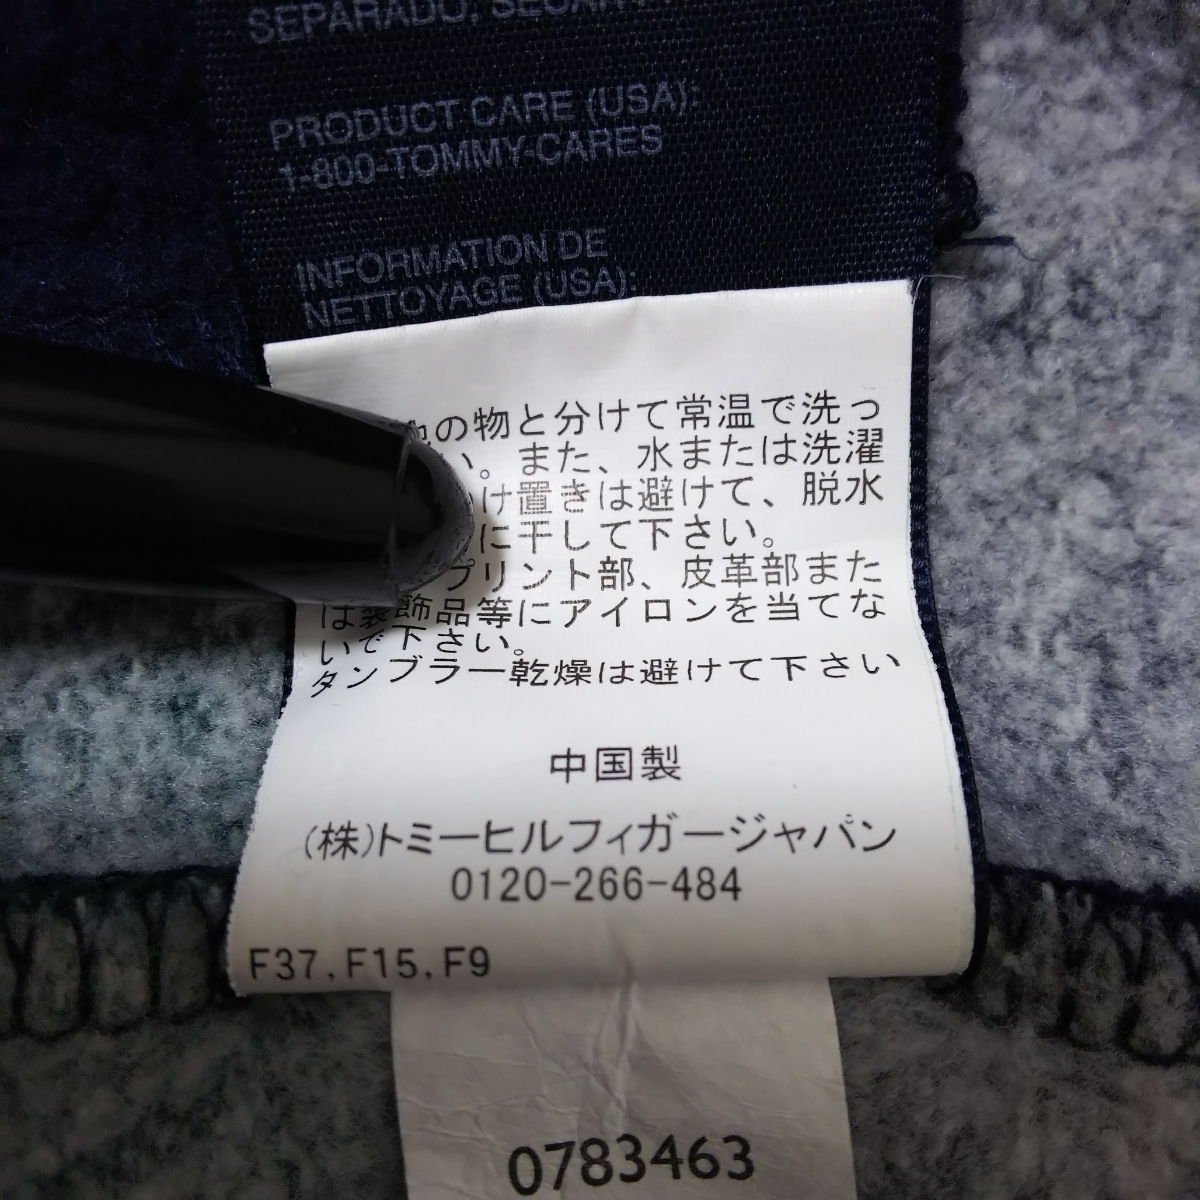 SEPARADO, SECAR
PRODUCT CARE (USA):
1-800-TOMMY-CARES
INFORMATION DE
NETTOYAGE (USA):
の物と分けて常温で洗っ
い。また、水または洗濯
け置きは避けて、脱水
に干して下さい。
プリント部、皮革部また
は装飾品等にアイロンを当てな
いで下さい。
タンブラー乾燥は避けて下さい
中国製
(株)トミーヒルフィガージャパン
0120-266-484
F37,F15,F9
0783463